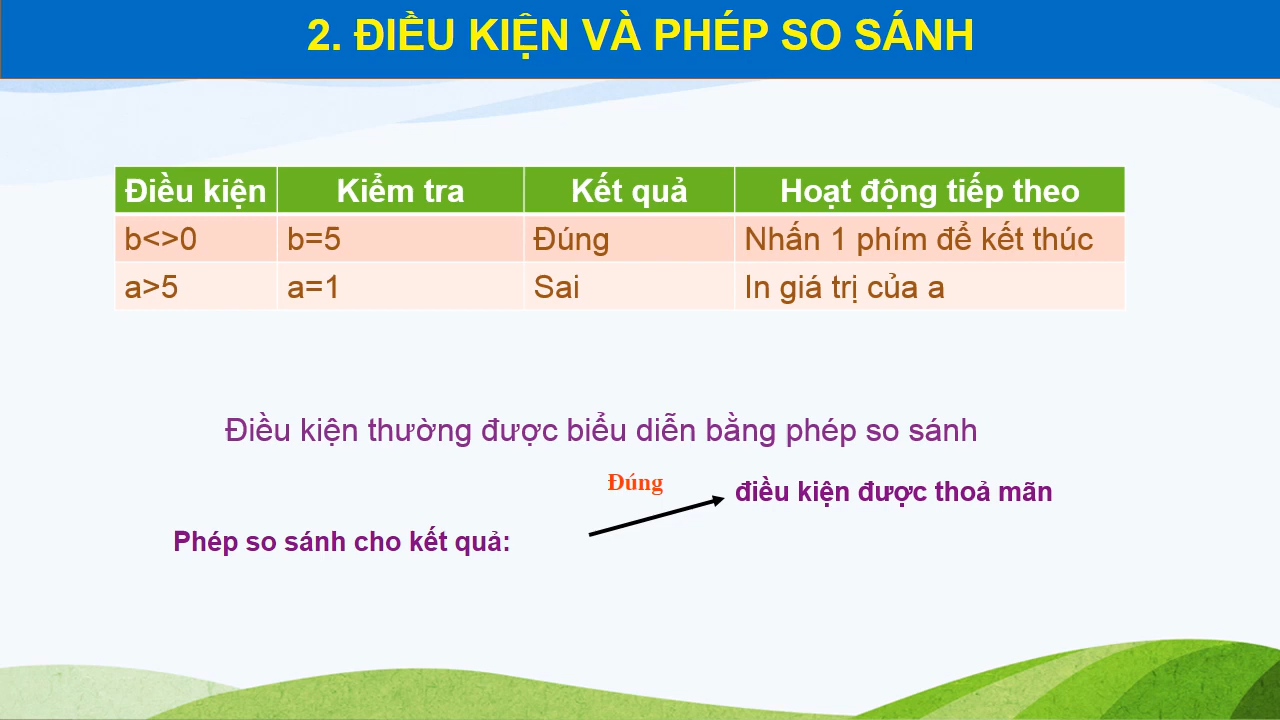 2. ĐIỀU KIỆN VÀ PHÉP SO SÁNH
Điều kiện Kiểm tra Kết quả Hoạt động tiếp theo
b<>0 b=5 Đúng Nhấn 1 phím để kết thúc
a>5 a=1 Sai In giá trị của a
Điều kiện thường được biểu diễn bằng phép so sánh
Đúng
điều kiện được thoả mãn
Phép so sánh cho kết quả: